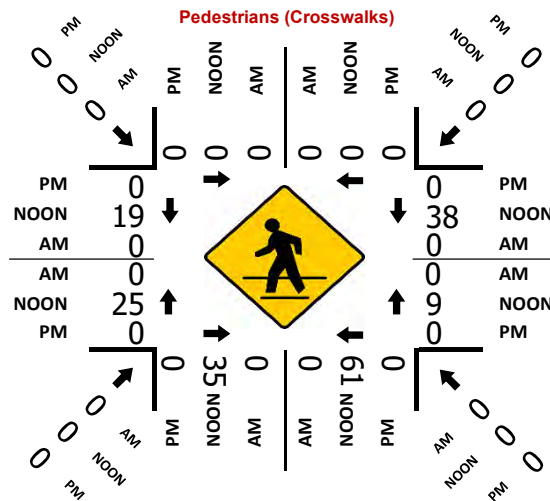 Pedestrians (Crosswalks)
0 PM
0 NOON
0 AM
PM NOON AM AM NOON PM
PM 0
NOON 0
AM 0
0 0 0 0 0 0
PM 0 0 PM
NOON 19 38 NOON
AM 0 0 AM
AM 0 0 AM
NOON 25 9 NOON
PM 0 0 PM
0 35 0 0 61 0
PM NOON AM AM NOON PM
0 AM
0 NOON
0 PM
AM 0
NOON 0
PM 0